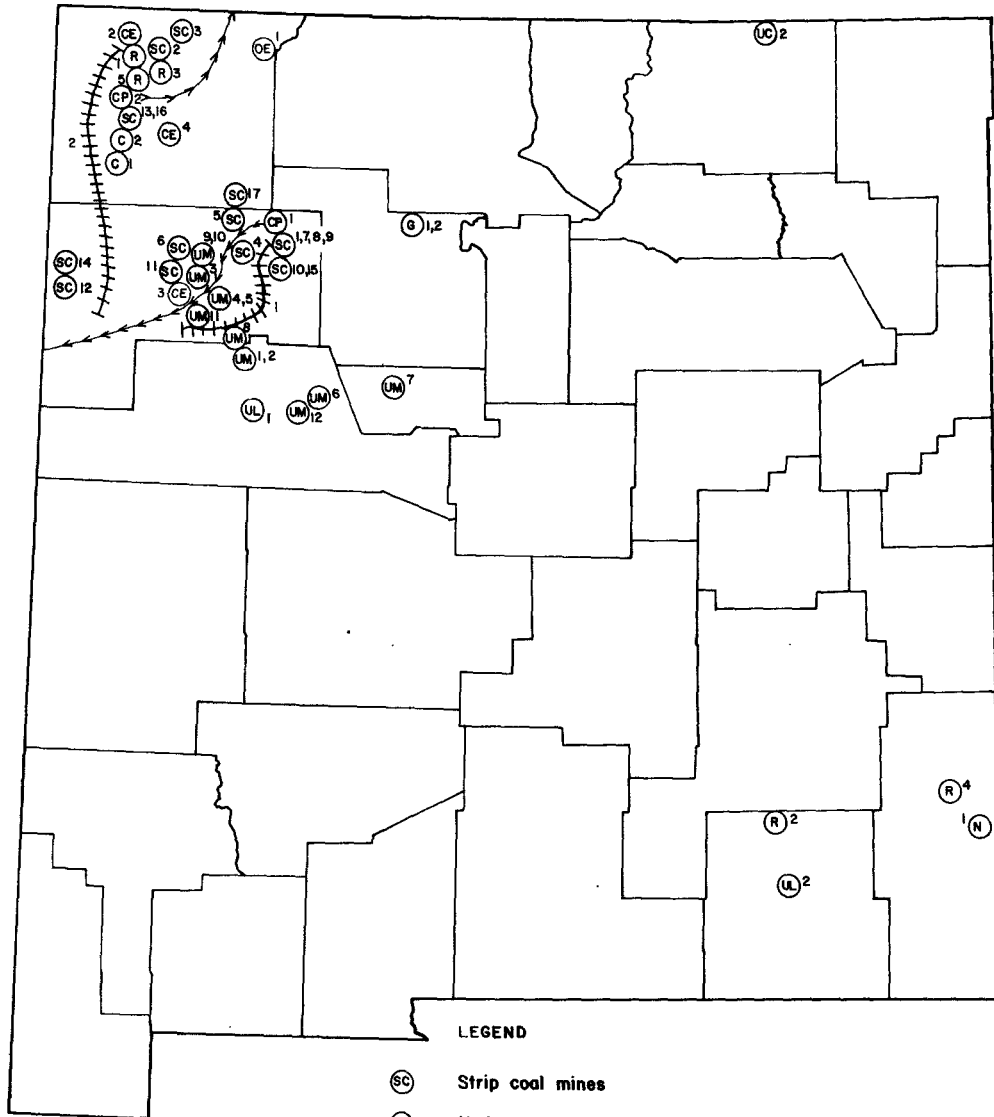 2 CE
SC 3
SC 2
OE 1
UC 2
1 R
R 3
5 R
CP 2
SC 13,16
2
C 2
CE 4
C 1
SC 17
5 SC
CP 1
G 1,2
6 SC
9,10
UM
SC 4
SC 1,7,8,9
SC 14
11 SC
UM 3
SC 10,15
SC 12
3 CE
UM 4,5
1
UM 11
UM 8
UM 1,2
UM 7
UM 6
UL 1
UM 12
R 4
R 2
1 N
UL 2
LEGEND
SC Strip coal mines